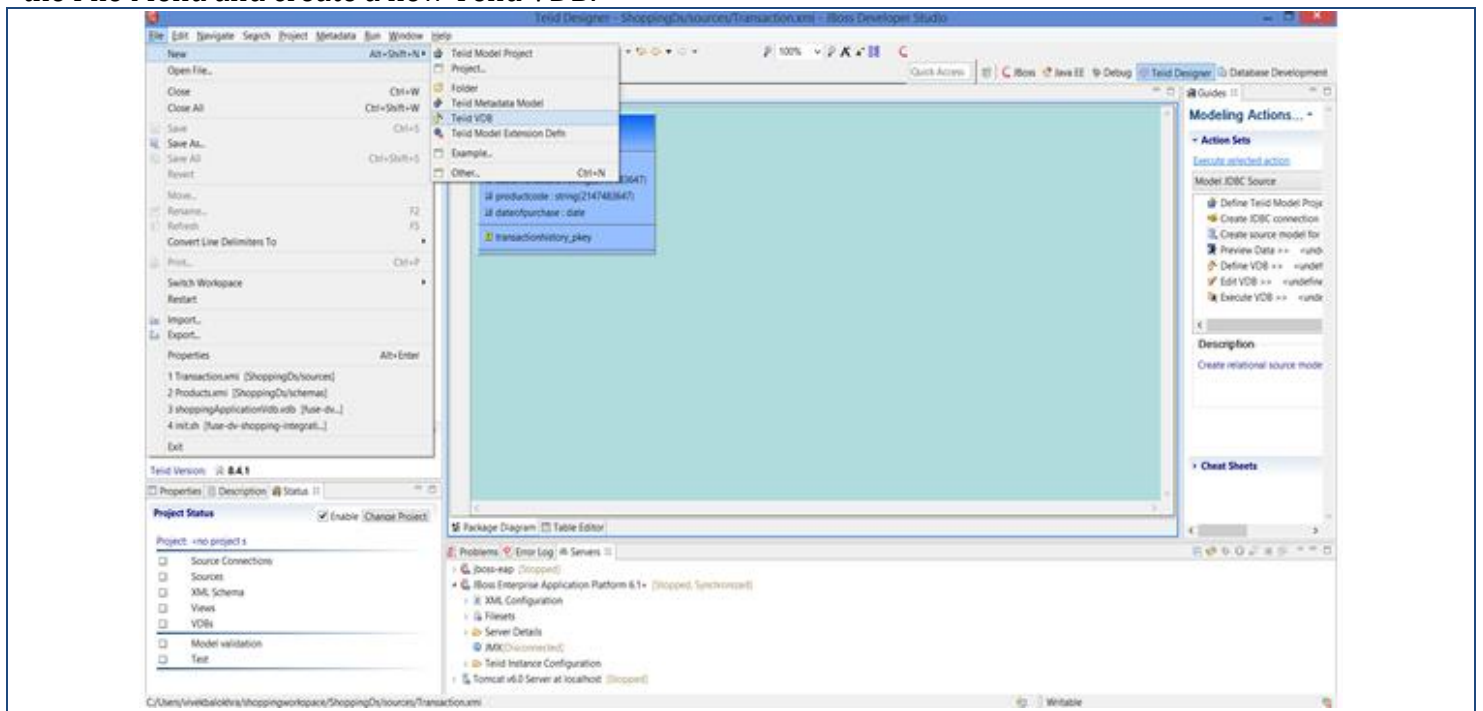 the File Menu and create a new Teiid VDB.
Teiid Designer - ShoppingDs/sources/Transaction.xmi - JBoss Developer Studio
File Edit Navigate Search Project Metadata Run Window Help
New Alt+Shift+N
Open File...
Close Ctrl+W
Close All Ctrl+Shift+W
Save Ctrl+S
Save As...
Save All Ctrl+Shift+S
Revert
Move...
Rename... F2
Refresh F5
Convert Line Delimiters To
Print... Ctrl+P
Switch Workspace
Restart
Import...
Export...
Properties Alt+Enter
1 Transaction.xmi [ShoppingDs/sources]
2 Products.xmi [ShoppingDs/schemas]
3 shoppingApplicationVdb.vdb [fuse-dv...]
4 init.sh [fuse-dv-shopping-integrati...]
Exit
Teiid Model Project
Project...
Folder
Teiid Metadata Model
Teiid VDB
Teiid Model Extension Defn
Example...
Other... Ctrl+N
100%
Quick Access JBoss Java EE Debug Teiid Designer Database Development
83647)
productcode : string(2147483647)
dateofpurchase : date
transactionhistory_pkey
Guides
Modeling Actions...
Action Sets
Execute selected action
Model JDBC Source
Define Teiid Model Proje
Create JDBC connection
Create source model for
Preview Data >> <und
Define VDB >> <undef
Edit VDB >> <undefine
Execute VDB >> <unde
Description
Create relational source mode
Cheat Sheets
Teiid Version: 8.4.1
Properties Description Status
Project Status Enable Change Project
Project: <no project s
Source Connections
Sources
XML Schema
Views
VDBs
Model validation
Test
Package Diagram Table Editor
Problems Error Log Servers
jboss-eap [Stopped]
JBoss Enterprise Application Platform 6.1+ [Stopped, Synchronized]
XML Configuration
Filesets
Server Details
JMX[Disconnected]
Teiid Instance Configuration
Tomcat v6.0 Server at localhost [Stopped]
C:/Users/vivekbalokhra/shoppingworkspace/ShoppingDs/sources/Transaction.xmi
Writable